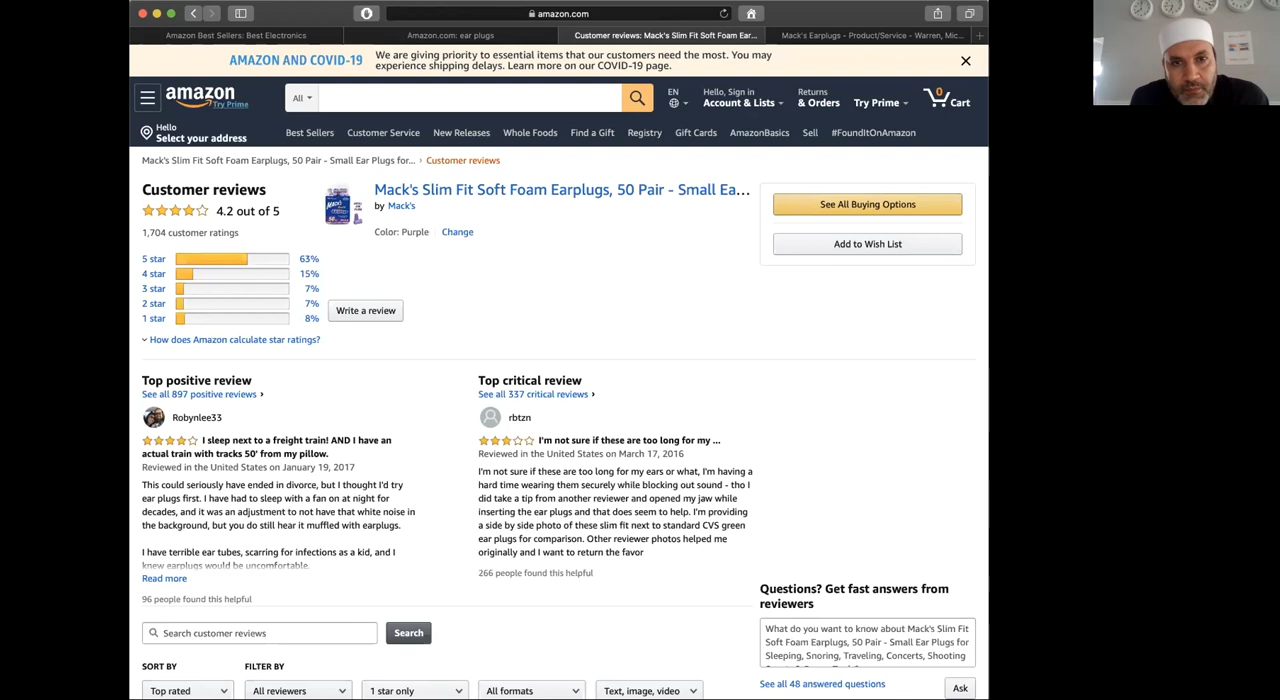 amazon.com
Amazon Best Sellers: Best Electronics
Amazon.com: ear plugs
Customer reviews: Mack's Slim Fit Soft Foam Ear...
Mack's Earplugs - Product/Service - Warren, Mic...
AMAZON AND COVID-19
We are giving priority to essential items that our customers need the most. You may
experience shipping delays. Learn more on our COVID-19 page.
amazon
Try Prime
All
EN
Hello, Sign in
Account & Lists
Returns
& Orders
Try Prime
0
Cart
Hello
Select your address
Best Sellers
Customer Service
New Releases
Whole Foods
Find a Gift
Registry
Gift Cards
AmazonBasics
Sell
#FoundItOnAmazon
Mack's Slim Fit Soft Foam Earplugs, 50 Pair - Small Ear Plugs for... › Customer reviews
Customer reviews
4.2 out of 5
1,704 customer ratings
5 star 63%
4 star 15%
3 star 7%
2 star 7%
1 star 8%
How does Amazon calculate star ratings?
Mack's Slim Fit Soft Foam Earplugs, 50 Pair - Small Ea...
by Mack's
Color: Purple
Change
Write a review
See All Buying Options
Add to Wish List
Top positive review
See all 897 positive reviews ›
Robynlee33
I sleep next to a freight train! AND I have an
actual train with tracks 50' from my pillow.
Reviewed in the United States on January 19, 2017
This could seriously have ended in divorce, but I thought I'd try
ear plugs first. I have had to sleep with a fan on at night for
decades, and it was an adjustment to not have that white noise in
the background, but you do still hear it muffled with earplugs.
I have terrible ear tubes, scarring for infections as a kid, and I
knew earplugs would be uncomfortable.
Read more
96 people found this helpful
Top critical review
See all 337 critical reviews ›
rbtzn
I'm not sure if these are too long for my ...
Reviewed in the United States on March 17, 2016
I'm not sure if these are too long for my ears or what, I'm having a
hard time wearing them securely while blocking out sound - tho I
did take a tip from another reviewer and opened my jaw while
inserting the ear plugs and that does seem to help. I'm providing
a side by side photo of these slim fit next to standard CVS green
ear plugs for comparison. Other reviewer photos helped me
originally and I want to return the favor
266 people found this helpful
Search customer reviews
Search
SORT BY
FILTER BY
Top rated
All reviewers
1 star only
All formats
Text, image, video
Questions? Get fast answers from
reviewers
What do you want to know about Mack's Slim Fit
Soft Foam Earplugs, 50 Pair - Small Ear Plugs for
Sleeping, Snoring, Traveling, Concerts, Shooting
See all 48 answered questions
Ask